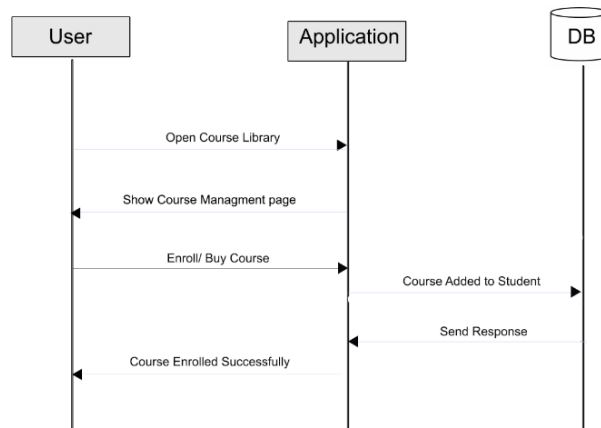 User
Application
DB
Open Course Library
Show Course Managment page
Enroll/ Buy Course
Course Added to Student
Send Response
Course Enrolled Successfully